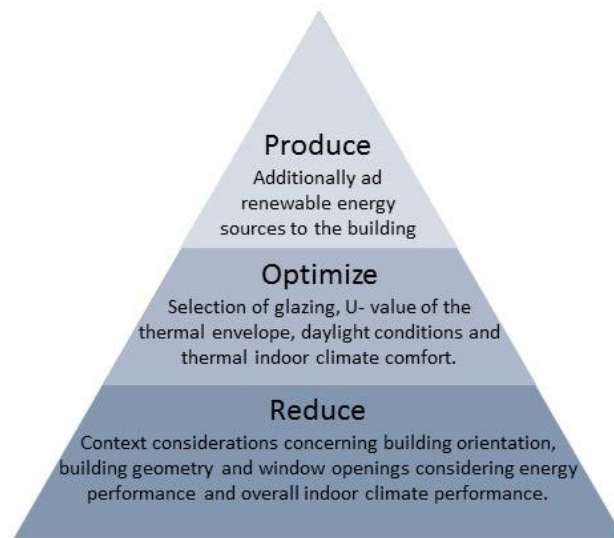 Produce
Additionally ad
renewable energy
sources to the building
Optimize
Selection of glazing, U- value of the
thermal envelope, daylight conditions and
thermal indoor climate comfort.
Reduce
Context considerations concerning building orientation,
building geometry and window openings considering energy
performance and overall indoor climate performance.